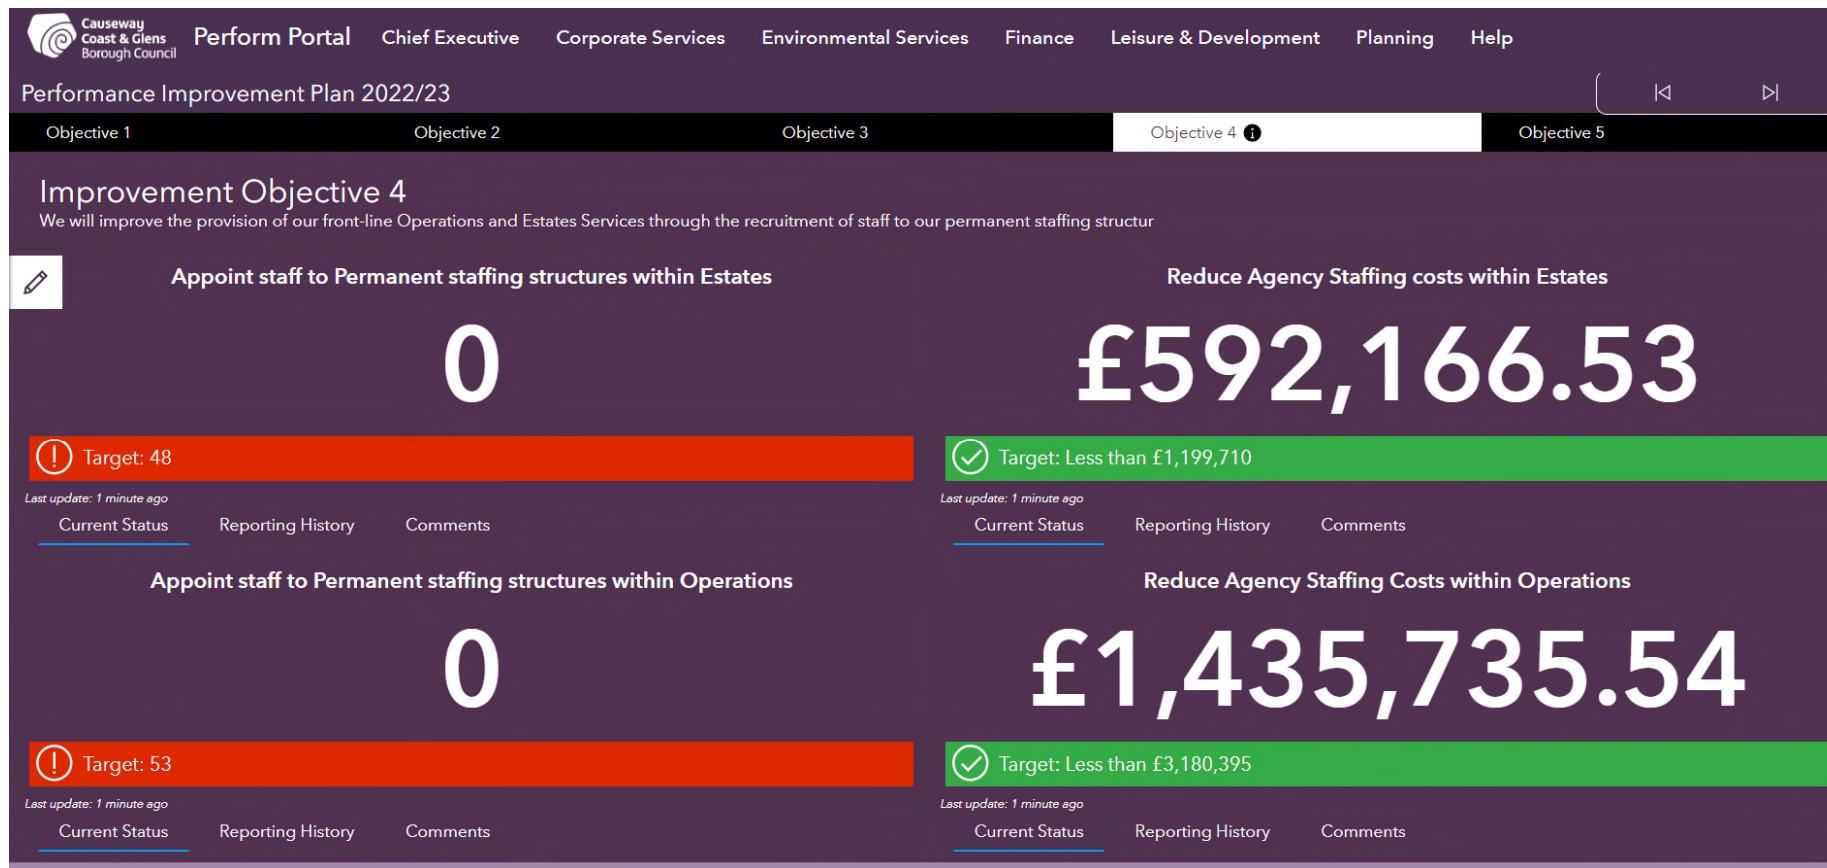 Causeway
Coast & Glens
Borough Council
Perform Portal Chief Executive Corporate Services Environmental Services Finance Leisure & Development Planning Help
Performance Improvement Plan 2022/23
Objective 1 Objective 2 Objective 3 Objective 4 Objective 5
Improvement Objective 4
We will improve the provision of our front-line Operations and Estates Services through the recruitment of staff to our permanent staffing structur
Appoint staff to Permanent staffing structures within Estates
0
Target: 48
Last update: 1 minute ago
Current Status Reporting History Comments
Reduce Agency Staffing costs within Estates
£592,166.53
Target: Less than £1,199,710
Last update: 1 minute ago
Current Status Reporting History Comments
Appoint staff to Permanent staffing structures within Operations
0
Target: 53
Last update: 1 minute ago
Current Status Reporting History Comments
Reduce Agency Staffing Costs within Operations
£1,435,735.54
Target: Less than £3,180,395
Last update: 1 minute ago
Current Status Reporting History Comments